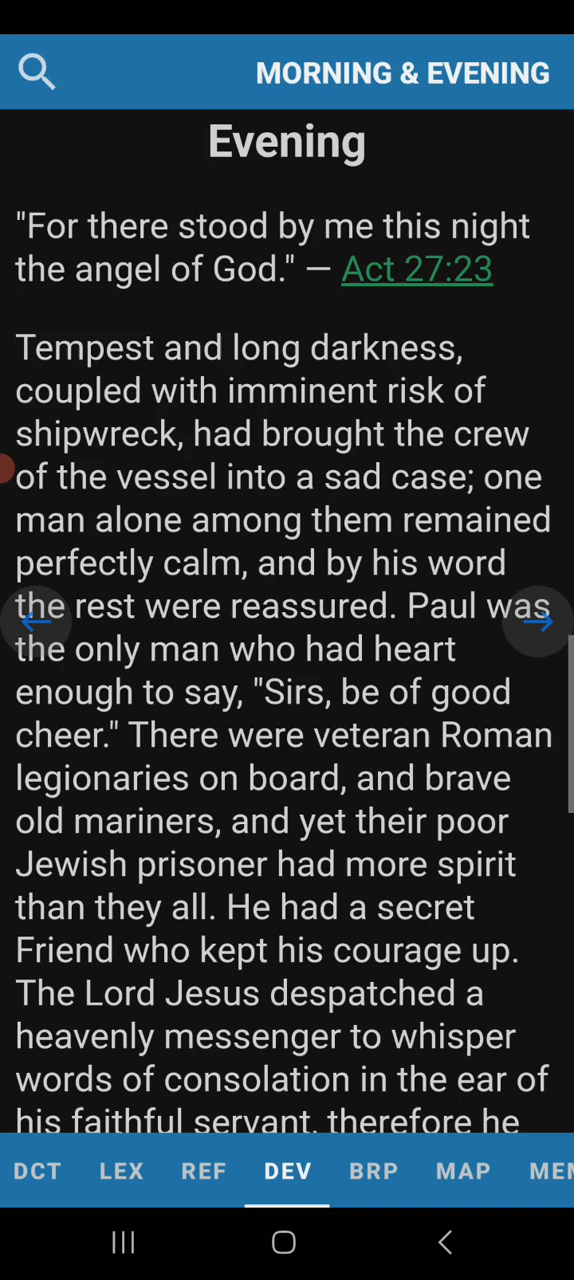 MORNING & EVENING
Evening
"For there stood by me this night
the angel of God." — Act 27:23
Tempest and long darkness,
coupled with imminent risk of
shipwreck, had brought the crew
of the vessel into a sad case; one
man alone among them remained
perfectly calm, and by his word
the rest were reassured. Paul was
the only man who had heart
enough to say, "Sirs, be of good
cheer." There were veteran Roman
legionaries on board, and brave
old mariners, and yet their poor
Jewish prisoner had more spirit
than they all. He had a secret
Friend who kept his courage up.
The Lord Jesus despatched a
heavenly messenger to whisper
words of consolation in the ear of
his faithful servant, therefore he
DCT LEX REF DEV BRP MAP MEM